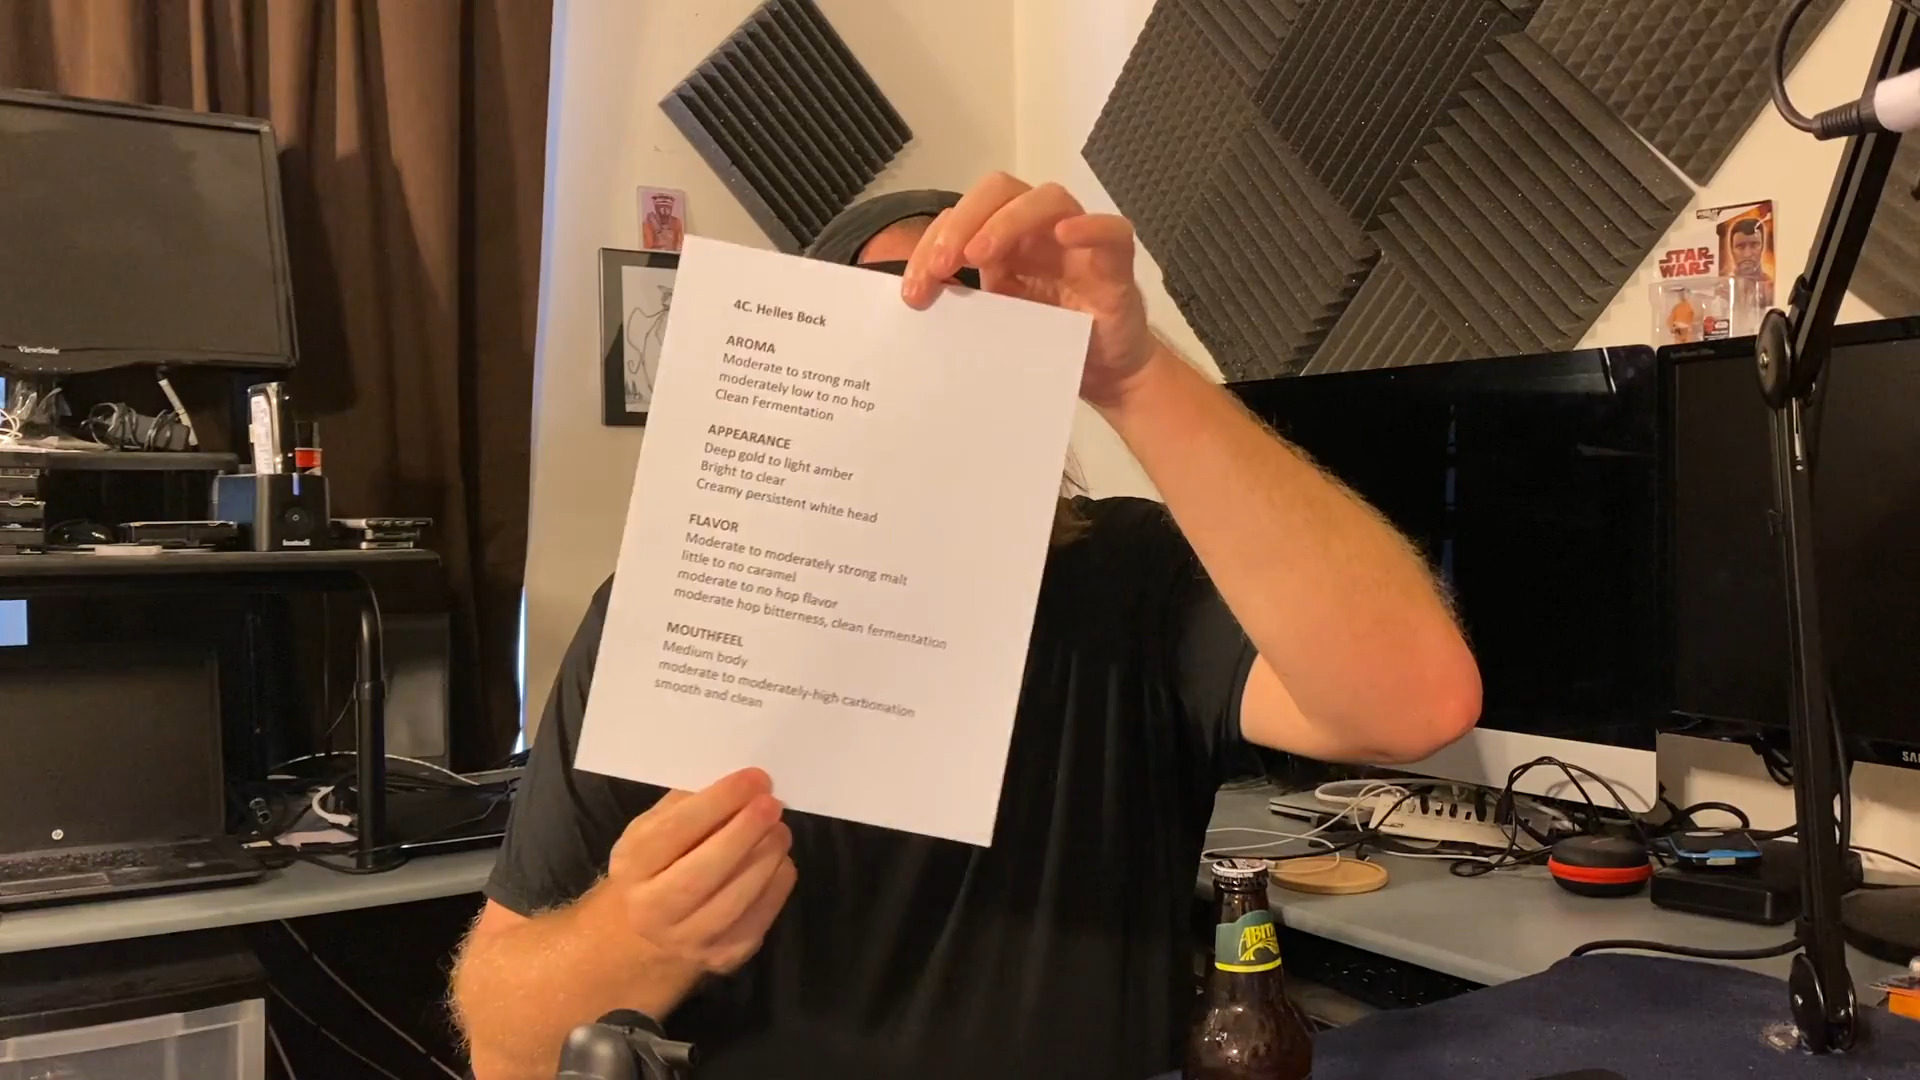 4C. Helles Bock
AROMA
Moderate to strong malt
moderately low to no hop
Clean Fermentation
APPEARANCE
Deep gold to light amber
Bright to clear
Creamy persistent white head
FLAVOR
Moderate to moderately strong malt
little to no caramel
moderate to no hop flavor
moderate hop bitterness, clean fermentation
MOUTHFEEL
Medium body
moderate to moderately-high carbonation
smooth and clean
ViewSonic
STAR
WARS
hp